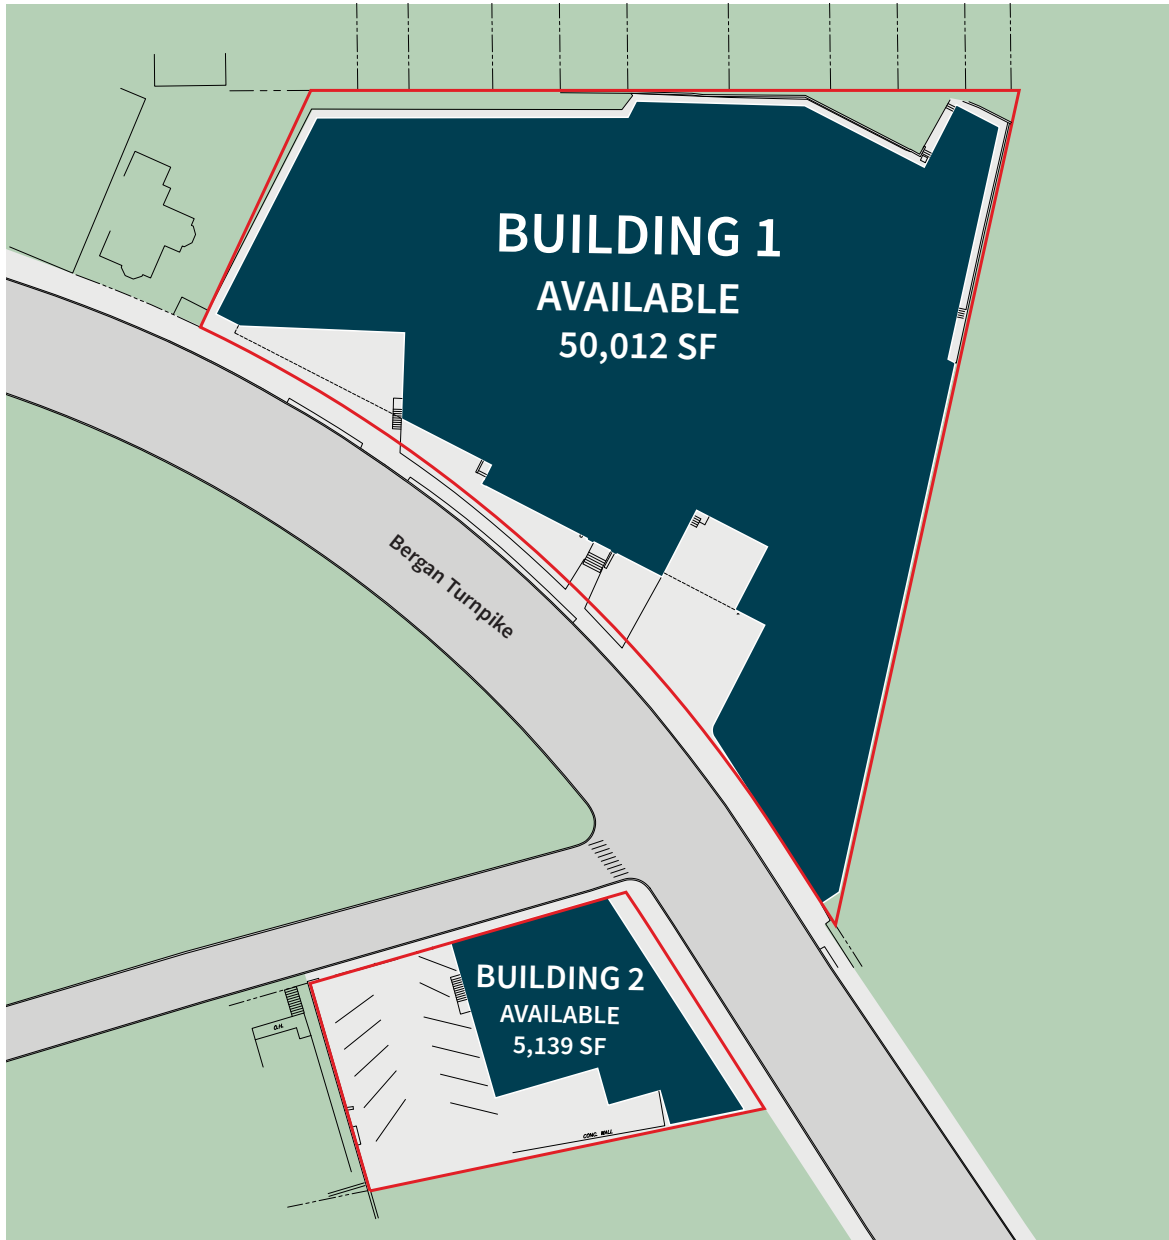 BUILDING 1
AVAILABLE
50,012 SF
Bergan Turnpike
BUILDING 2
AVAILABLE
5,139 SF
O.H.
CONC. WALL